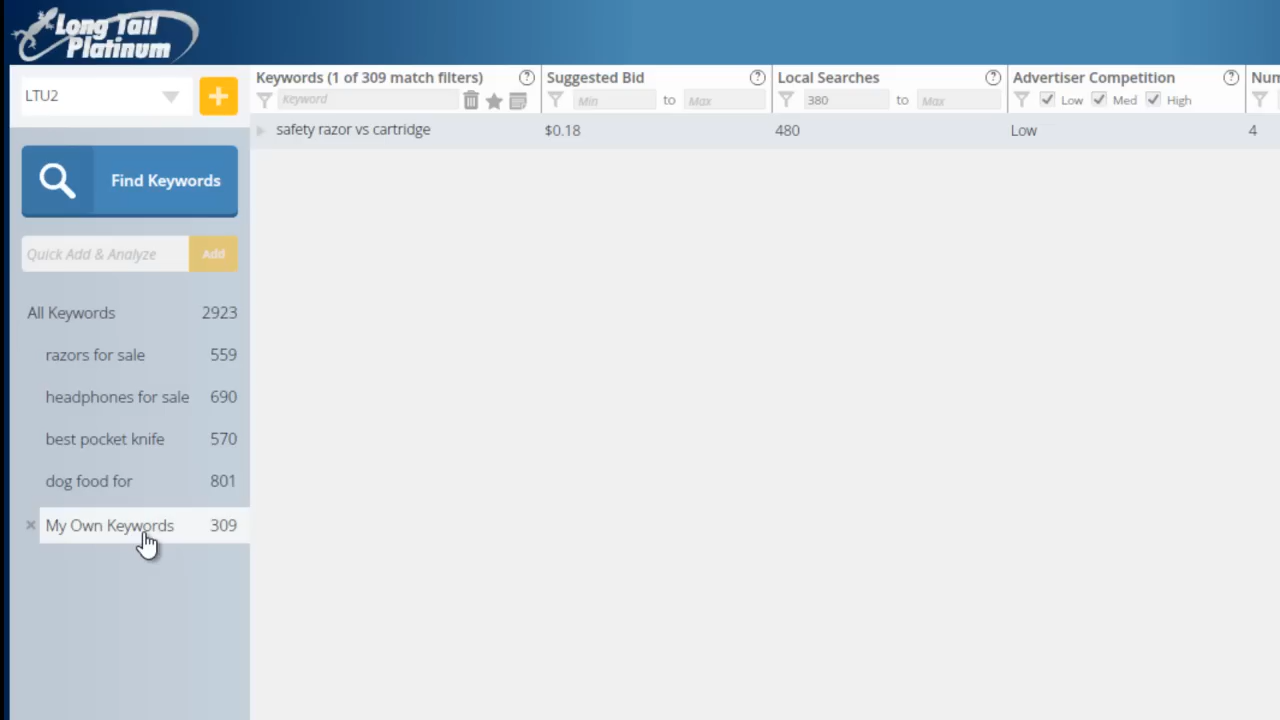 Long Tail
Platinum
LTU2
+
Find Keywords
Quick Add & Analyze Add
All Keywords 2923
razors for sale 559
headphones for sale 690
best pocket knife 570
dog food for 801
× My Own Keywords 309
Keywords (1 of 309 match filters) ? Suggested Bid ? Local Searches ? Advertiser Competition ?
Keyword Min to Max 380 to Max Low Med High
safety razor vs cartridge $0.18 480 Low 4